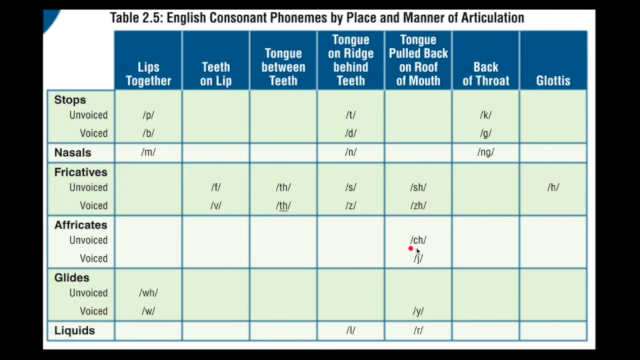 Table 2.5: English Consonant Phonemes by Place and Manner of Articulation
Lips Together
Teeth on Lip
Tongue between Teeth
Tongue on Ridge behind Teeth
Tongue Pulled Back on Roof of Mouth
Back of Throat
Glottis
Stops
Unvoiced /p/ /t/ /k/
Voiced /b/ /d/ /g/
Nasals /m/ /n/ /ng/
Fricatives
Unvoiced /f/ /th/ /s/ /sh/ /h/
Voiced /v/ /th/ /z/ /zh/
Affricates
Unvoiced /ch/
Voiced /j/
Glides
Unvoiced /wh/
Voiced /w/ /y/
Liquids /l/ /r/